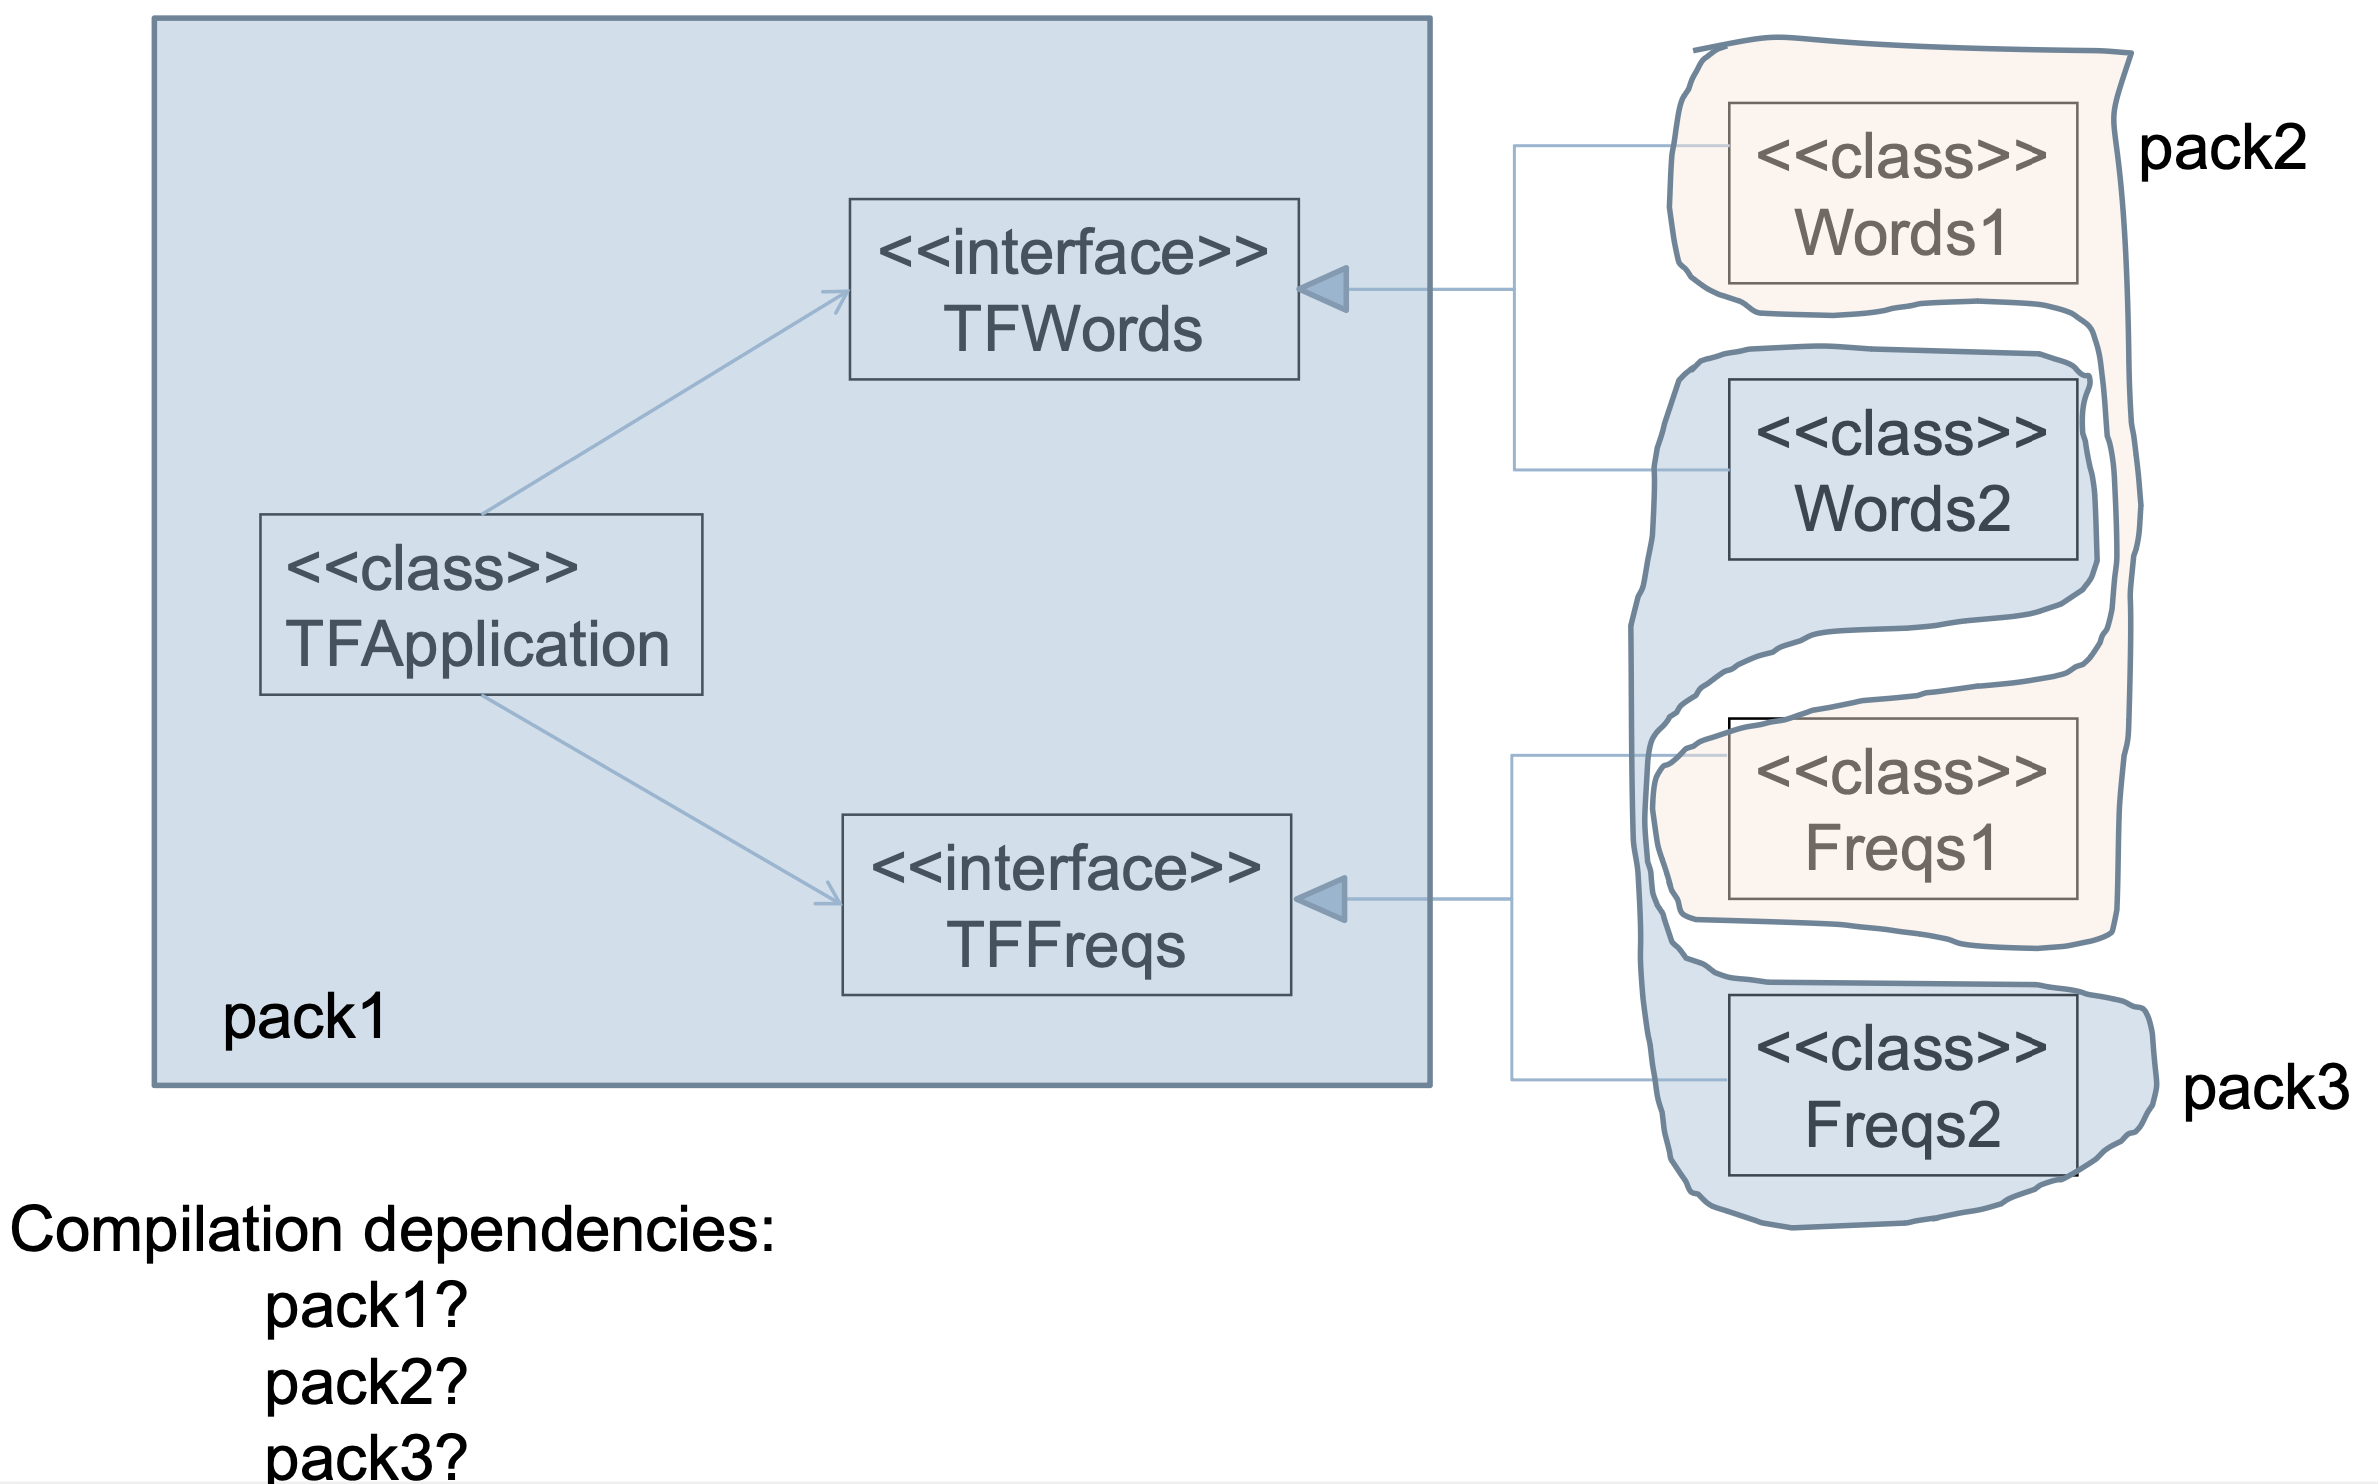 <<class>>
TFApplication
<<interface>>
TFWords
<<interface>>
TFFreqs
pack1
<<class>>
Words1
pack2
<<class>>
Words2
<<class>>
Freqs1
<<class>>
Freqs2
pack3
Compilation dependencies:
pack1?
pack2?
pack3?